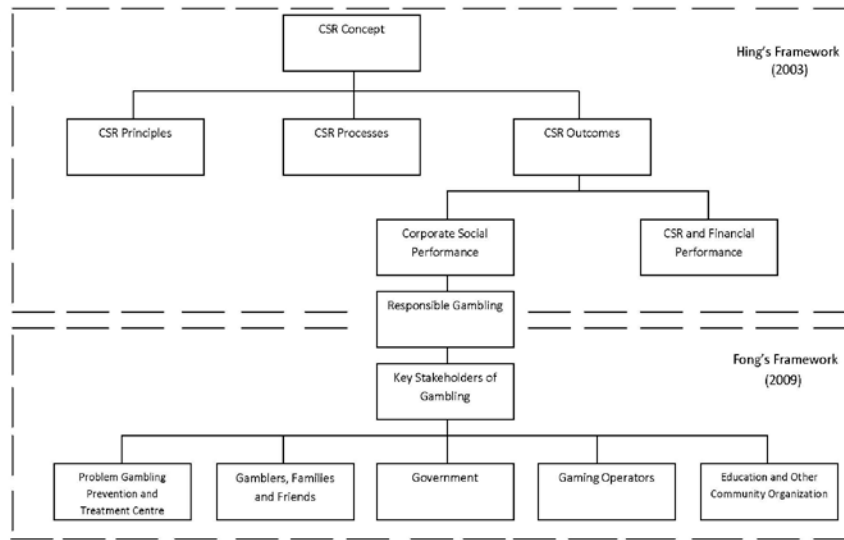 CSR Concept
Hing's Framework
(2003)
CSR Principles
CSR Processes
CSR Outcomes
Corporate Social
Performance
CSR and Financial
Performance
Responsible Gambling
Fong's Framework
(2009)
Key Stakeholders of
Gambling
Problem Gambling
Prevention and
Treatment Centre
Gamblers, Families
and Friends
Government
Gaming Operators
Education and Other
Community Organization